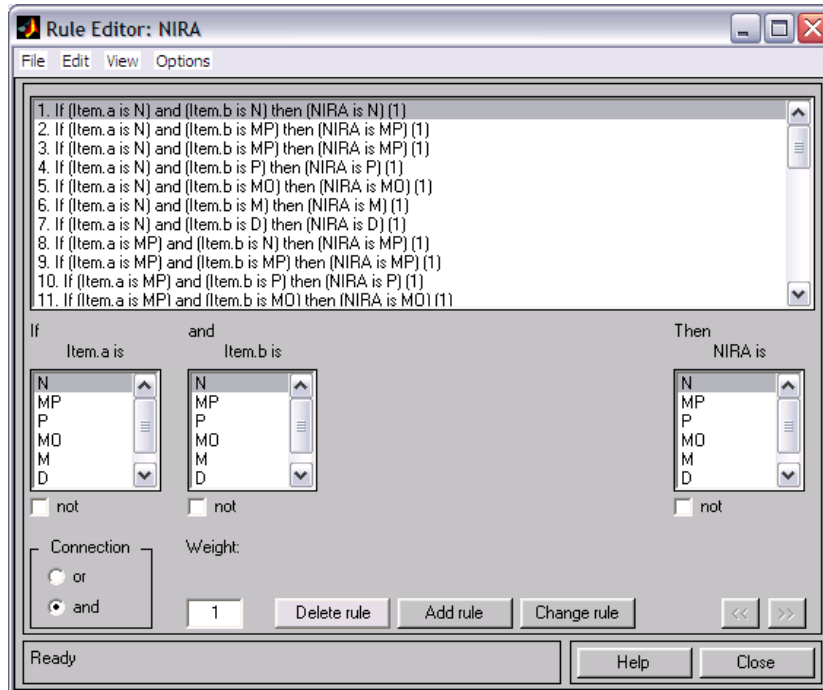 Rule Editor: NIRA
File Edit View Options
1. If (Item.a is N) and (Item.b is N) then (NIRA is N) (1)
2. If (Item.a is N) and (Item.b is MP) then (NIRA is MP) (1)
3. If (Item.a is N) and (Item.b is MP) then (NIRA is MP) (1)
4. If (Item.a is N) and (Item.b is P) then (NIRA is P) (1)
5. If (Item.a is N) and (Item.b is MO) then (NIRA is MO) (1)
6. If (Item.a is N) and (Item.b is M) then (NIRA is M) (1)
7. If (Item.a is N) and (Item.b is D) then (NIRA is D) (1)
8. If (Item.a is MP) and (Item.b is N) then (NIRA is MP) (1)
9. If (Item.a is MP) and (Item.b is MP) then (NIRA is MP) (1)
10. If (Item.a is MP) and (Item.b is P) then (NIRA is P) (1)
11. If (Item.a is MP) and (Item.b is MO) then (NIRA is MO) (1)
If
Item.a is
N
MP
P
MO
M
D
not
and
Item.b is
N
MP
P
MO
M
D
not
Then
NIRA is
N
MP
P
MO
M
D
not
Connection
or
and
Weight:
1
Delete rule
Add rule
Change rule
<<
>>
Ready
Help
Close